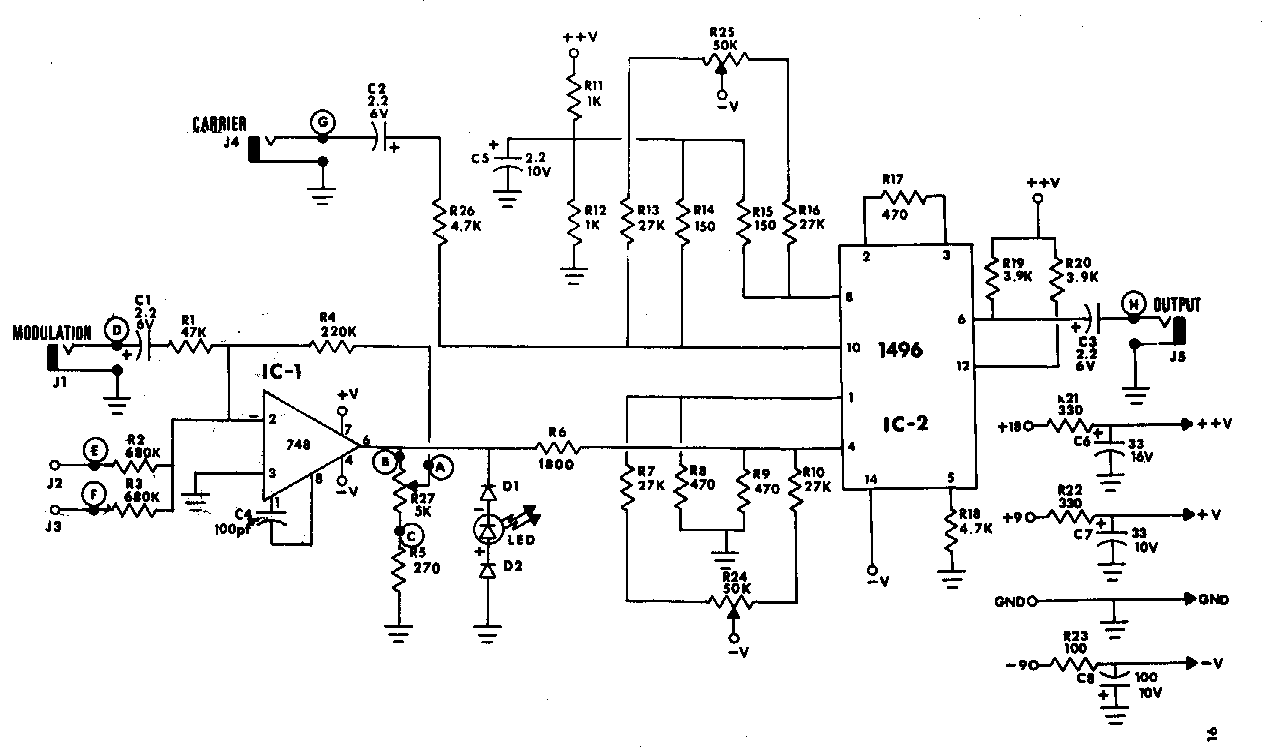 ++V
R25
50K
-V
R11
1K
C2
2.2
6V
+
CARRIER
J4
G
+
C5
2.2
10V
R26
4.7K
R12
1K
R13
27K
R14
150
R15
150
R16
27K
R17
470
2
3
++V
R19
3.9K
R20
3.9K
8
6
10
12
1
4
14
5
1496
IC-2
H
OUTPUT
J5
+
C3
2.2
6V
MODULATION
J1
D
C1
2.2
6V
+
R1
47K
R4
220K
IC-1
748
-
2
3
+V
7
6
4
-V
8
1
C4
100pf
J2
E
R2
680K
J3
F
R3
680K
B
A
R27
5K
C
R5
270
R6
1800
D1
-
LED
+
D2
R7
27K
R8
470
R9
470
R10
27K
R24
50K
-V
-V
R18
4.7K
+18
330
C6
+
33
16V
++V
+9
R22
330
C7
+
33
10V
+V
GND
GND
-9
R23
100
C8
+
100
10V
-V
16